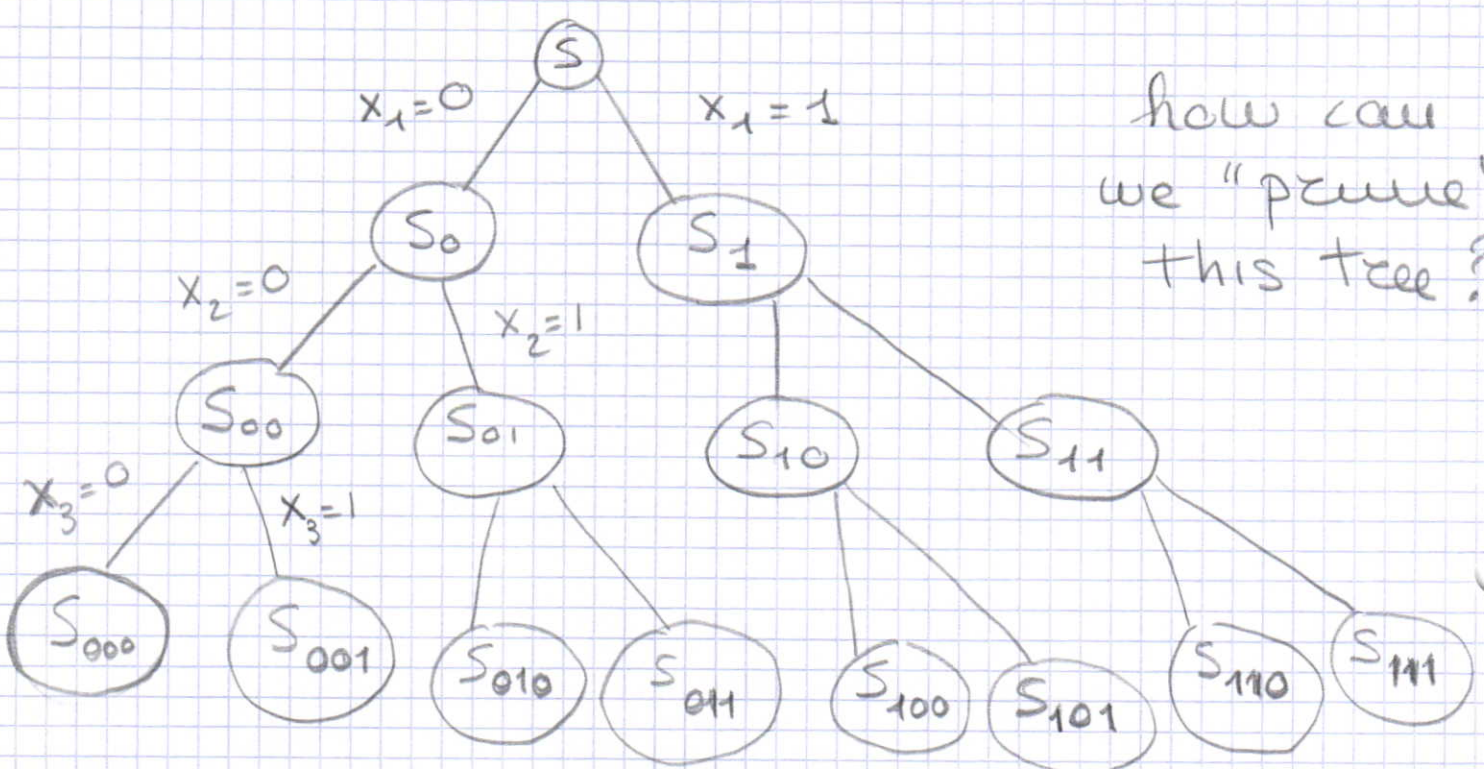 S
x₁=0
x₁=1
how can
we "prune"
this tree?
S₀
S₁
x₂=0
x₂=1
S₀₀
S₀₁
S₁₀
S₁₁
x₃=0
x₃=1
S₀₀₀
S₀₀₁
S₀₁₀
S₀₁₁
S₁₀₀
S₁₀₁
S₁₁₀
S₁₁₁